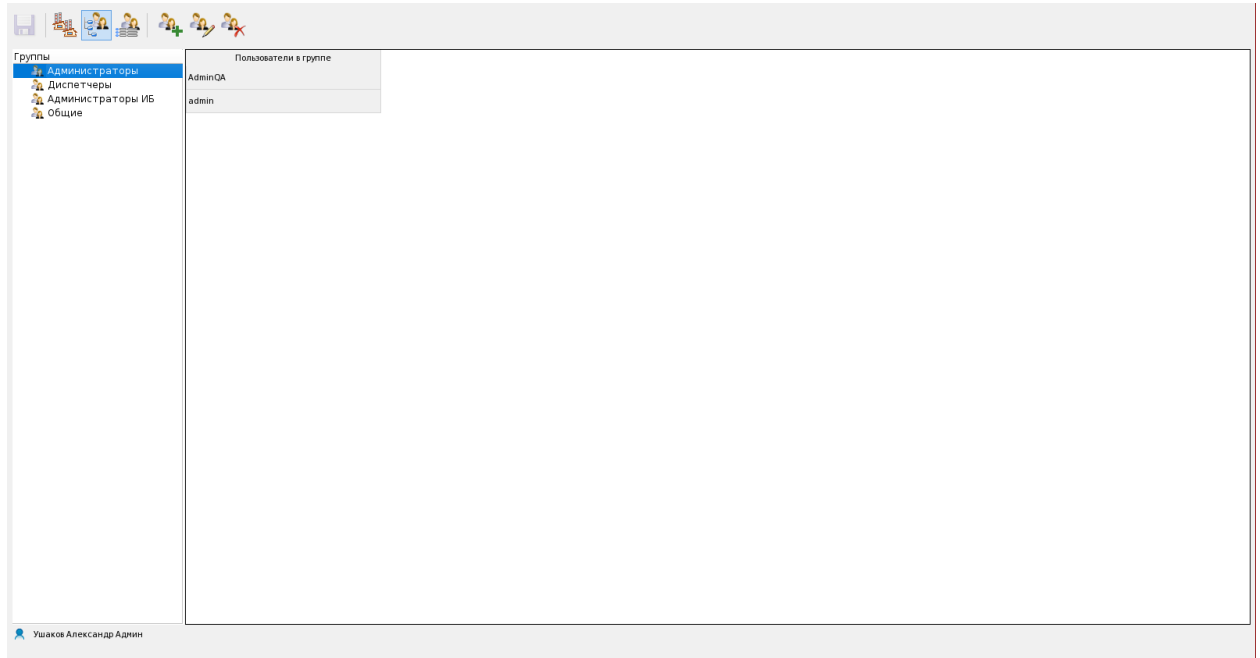 Группы
Администраторы
Диспетчеры
Администраторы ИБ
Общие
Пользователи в группе
AdminQA
admin
Ушаков Александр Админ